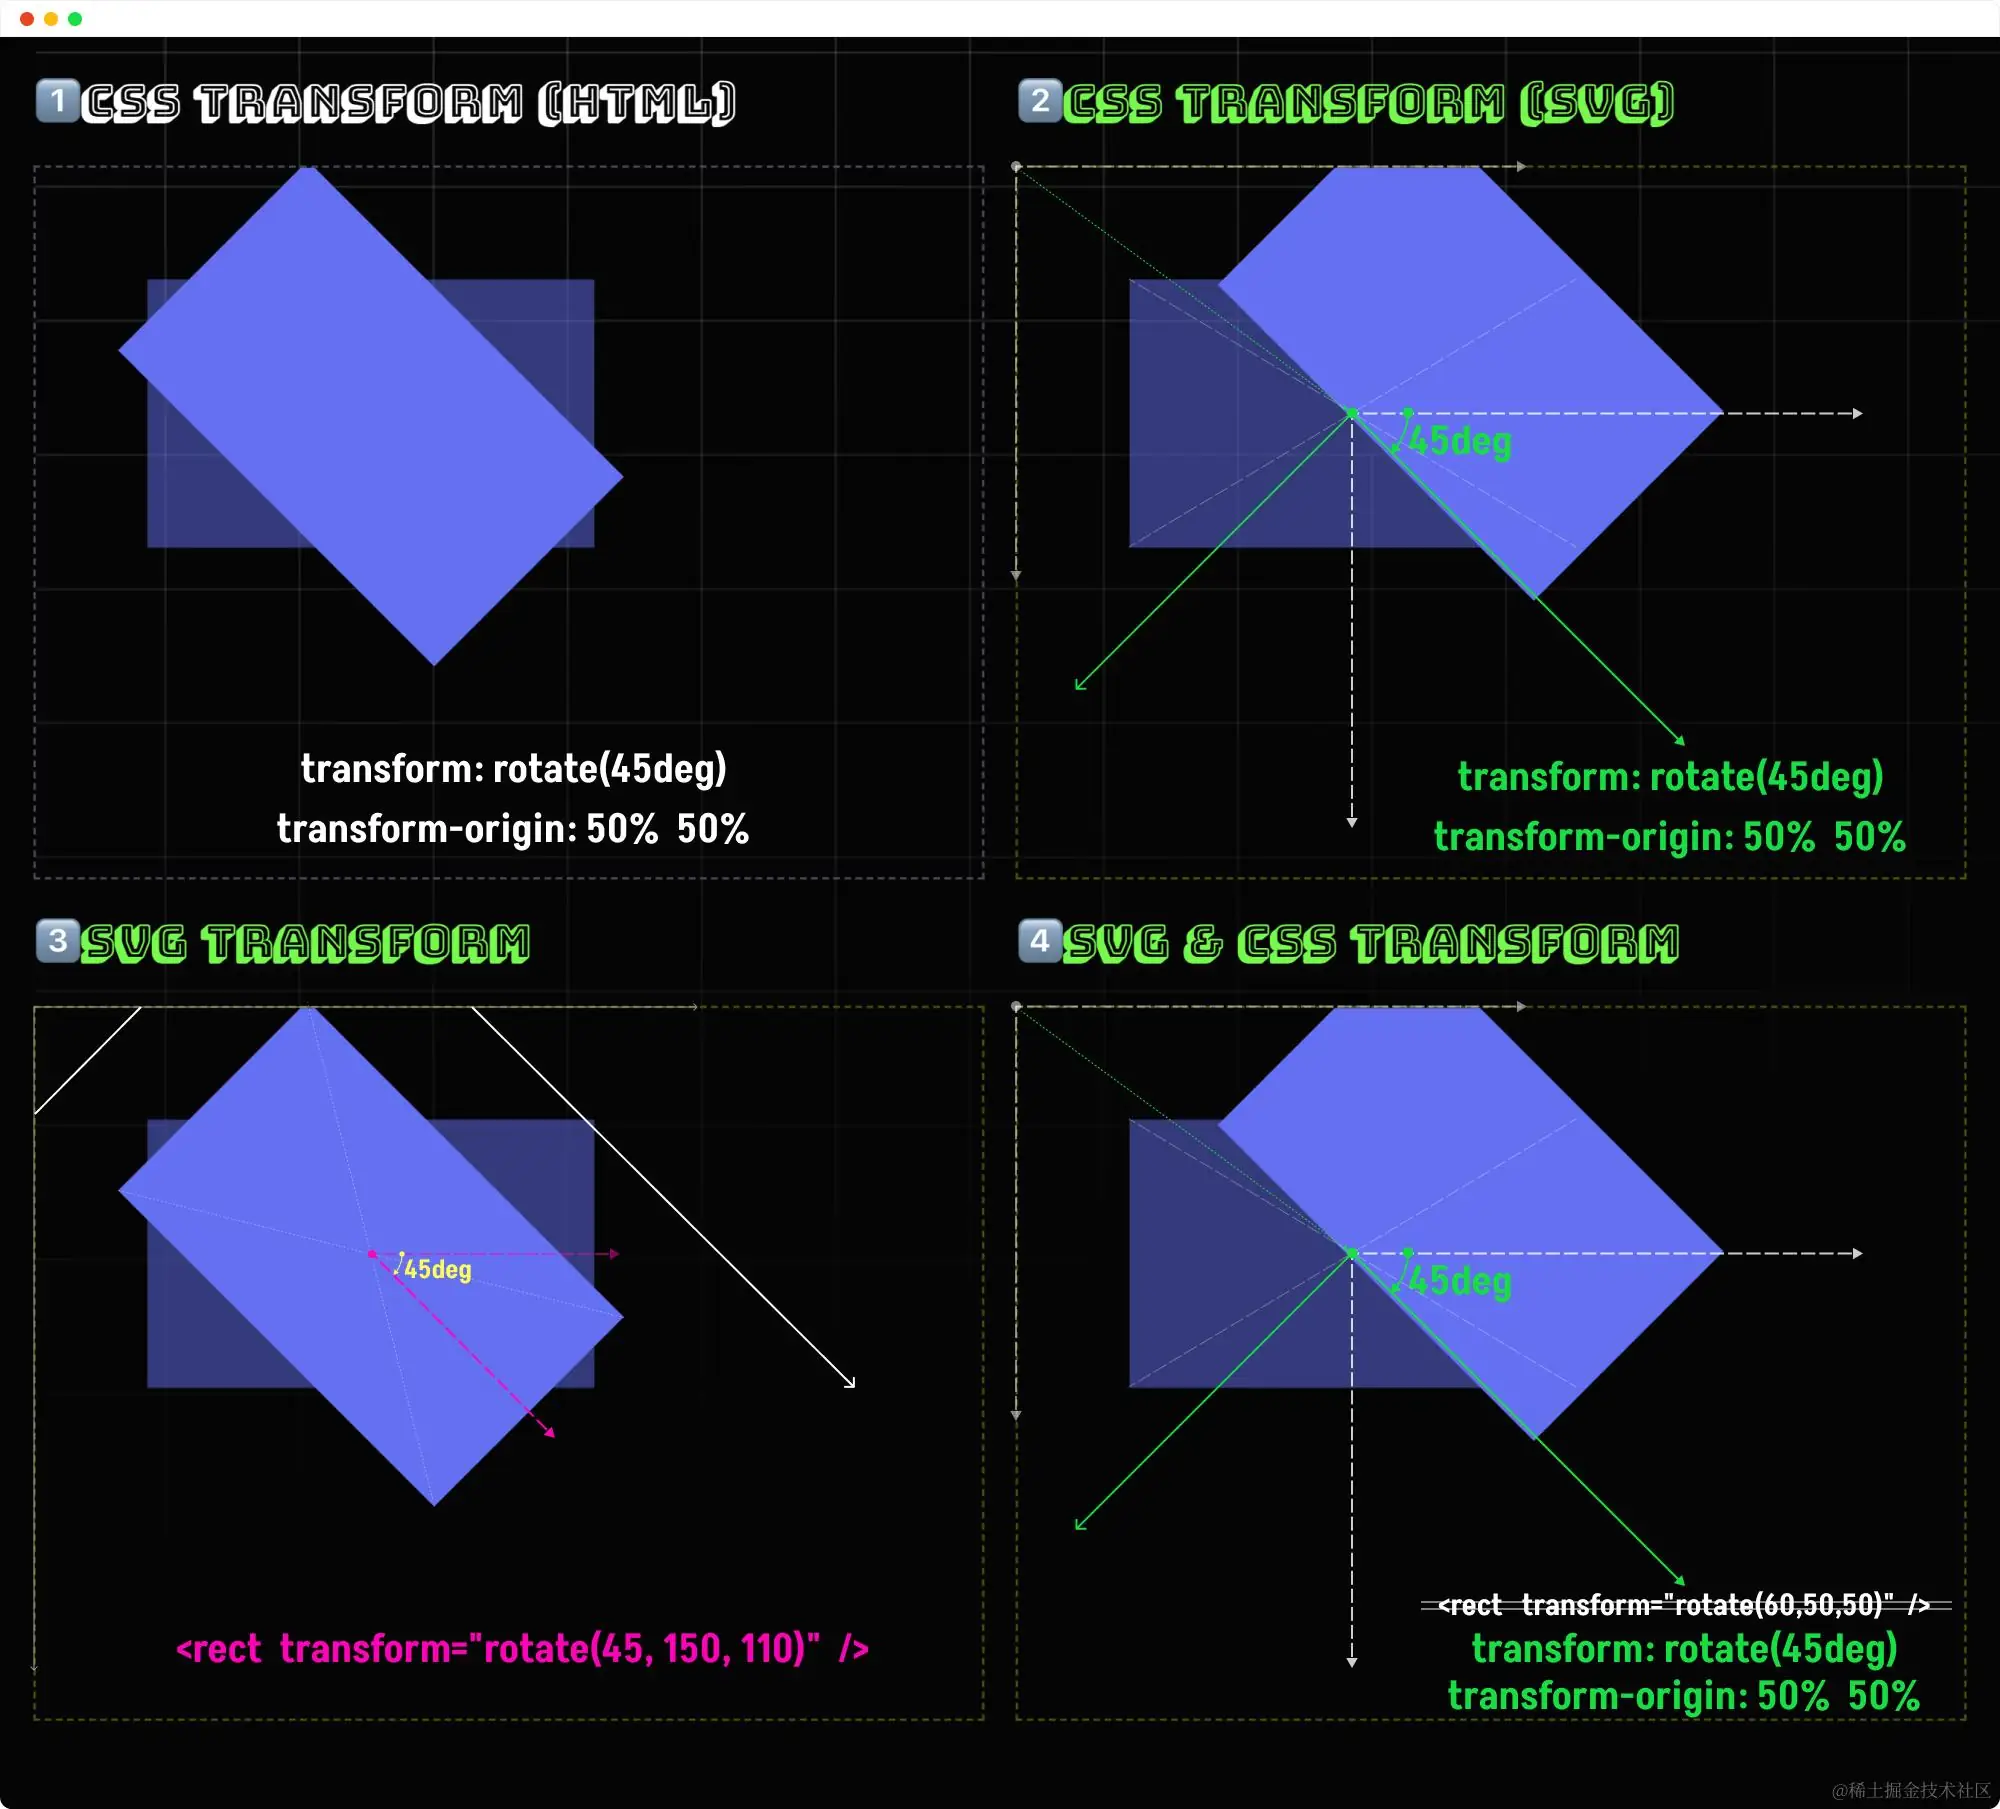 1 CSS TRANSFORM (HTML)
2 CSS TRANSFORM (SVG)
45deg
transform: rotate(45deg)
transform-origin: 50% 50%
transform: rotate(45deg)
transform-origin: 50% 50%
3 SVG TRANSFORM
4 SVG & CSS TRANSFORM
45deg
45deg
<rect transform="rotate(45, 150, 110)" />
<rect transform="rotate(60,50,50)" />
transform: rotate(45deg)
transform-origin: 50% 50%
@稀土掘金技术社区